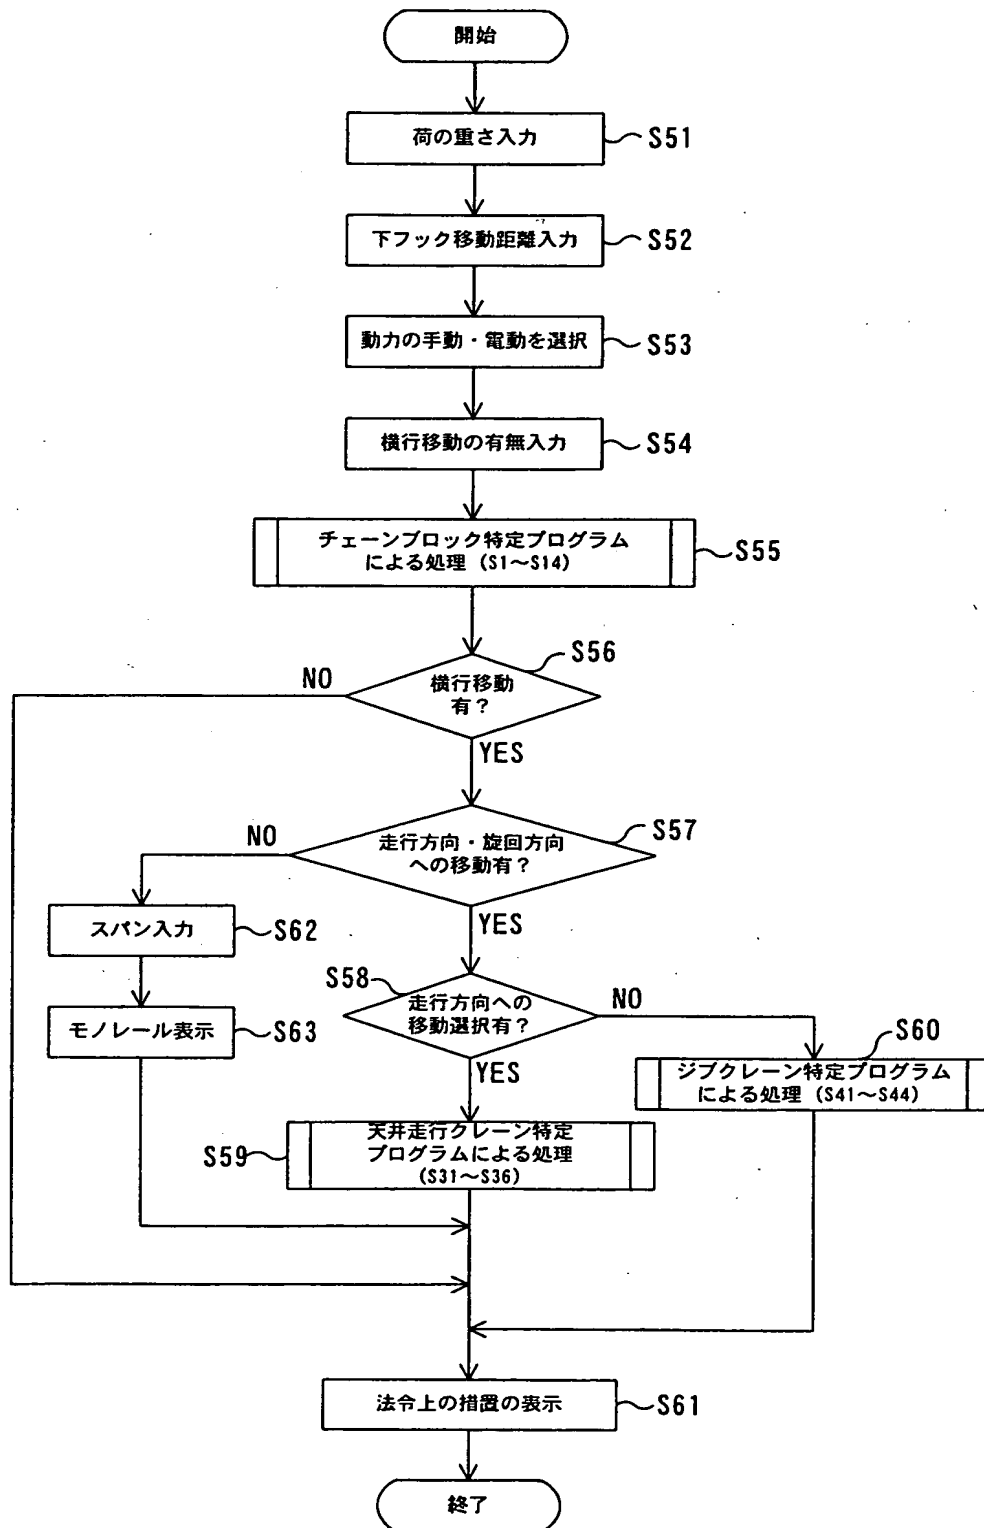 開始
荷の重さ入力
S51
下フック移動距離入力
S52
動力の手動・電動を選択
S53
横行移動の有無入力
S54
チェーンブロック特定プログラム
による処理 (S1～S14)
S55
S56
横行移動
有?
NO
YES
S57
走行方向・旋回方向
への移動有?
NO
YES
スパン入力
S62
モノレール表示
S63
S58
走行方向への
移動選択有?
NO
YES
S60
ジブクレーン特定プログラム
による処理 (S41～S44)
S59
天井走行クレーン特定
プログラムによる処理
(S31～S36)
法令上の措置の表示
S61
終了